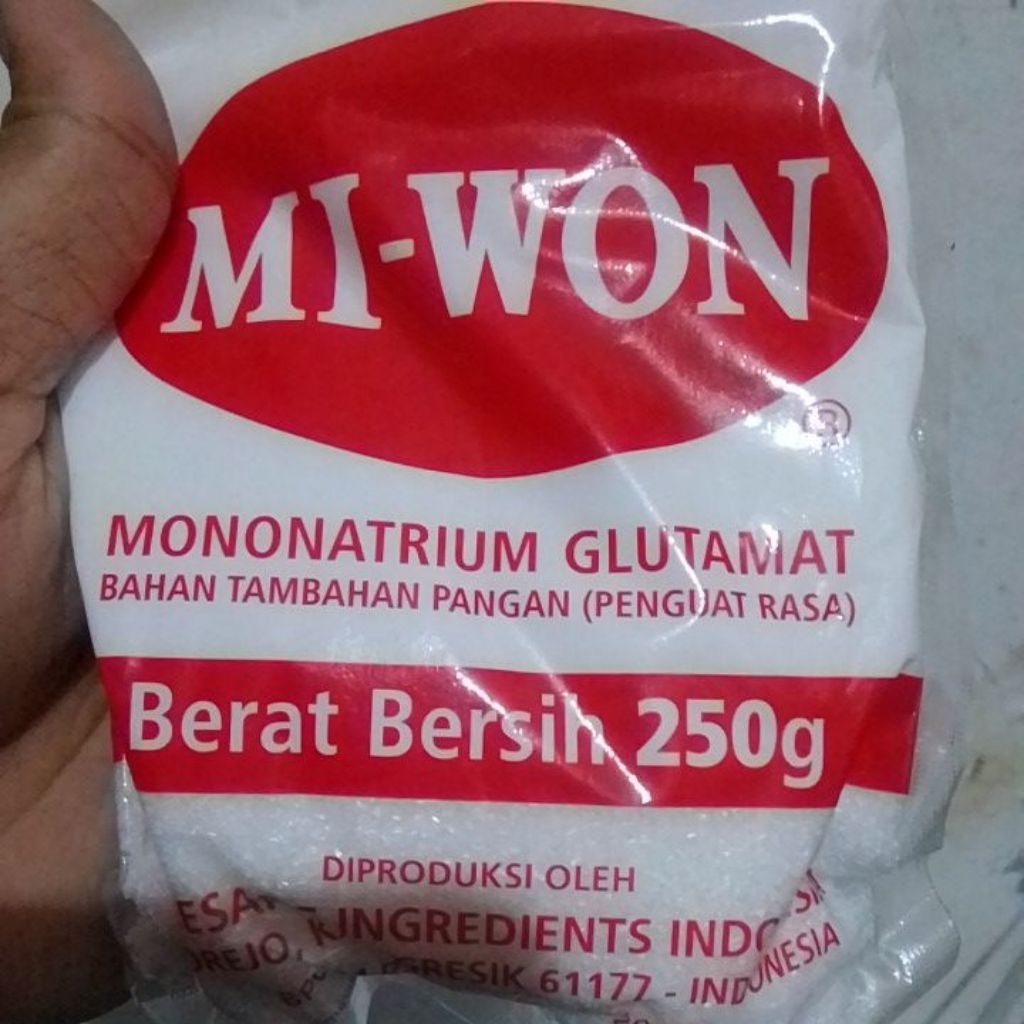 MI-WON
®
MONONATRIUM GLUTAMAT
BAHAN TAMBAHAN PANGAN (PENGUAT RASA)
Berat Bersih 250g
DIPRODUKSI OLEH
INGREDIENTS
GRESIK 61177 - INDONESIA